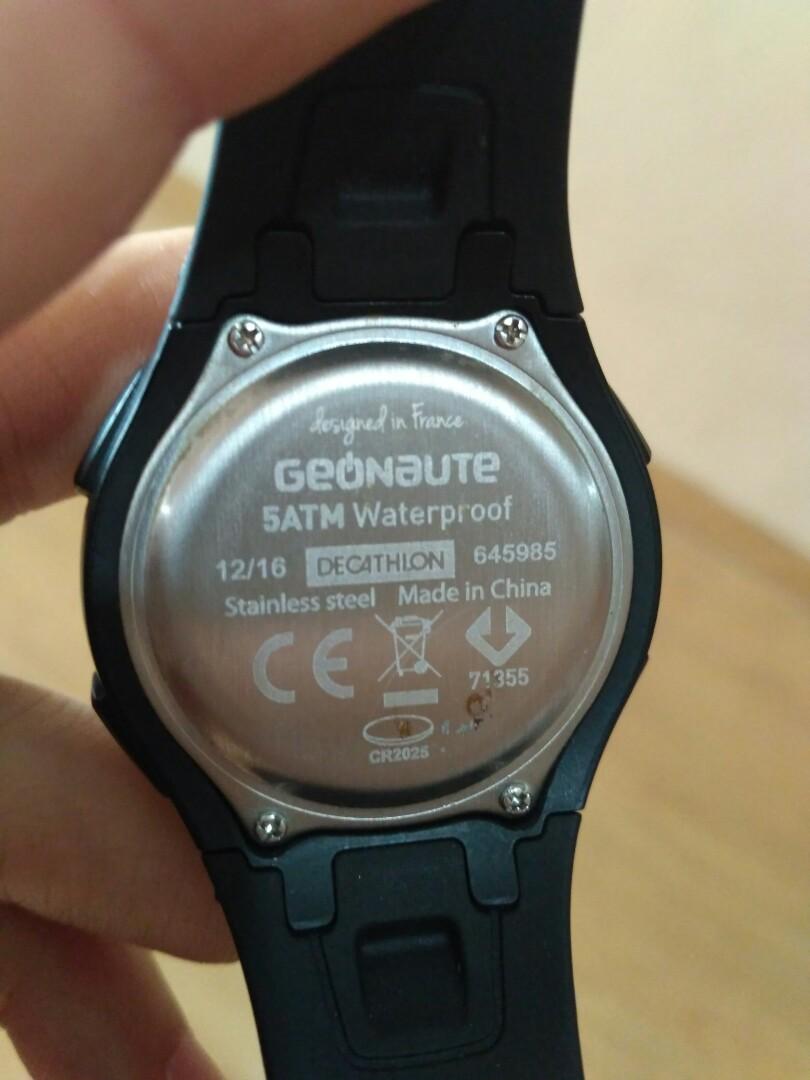 designed in France
GEONAUTE
5ATM Waterproof
12/16 DECATHLON 645985
Stainless steel Made in China
CE
71355
CR2025